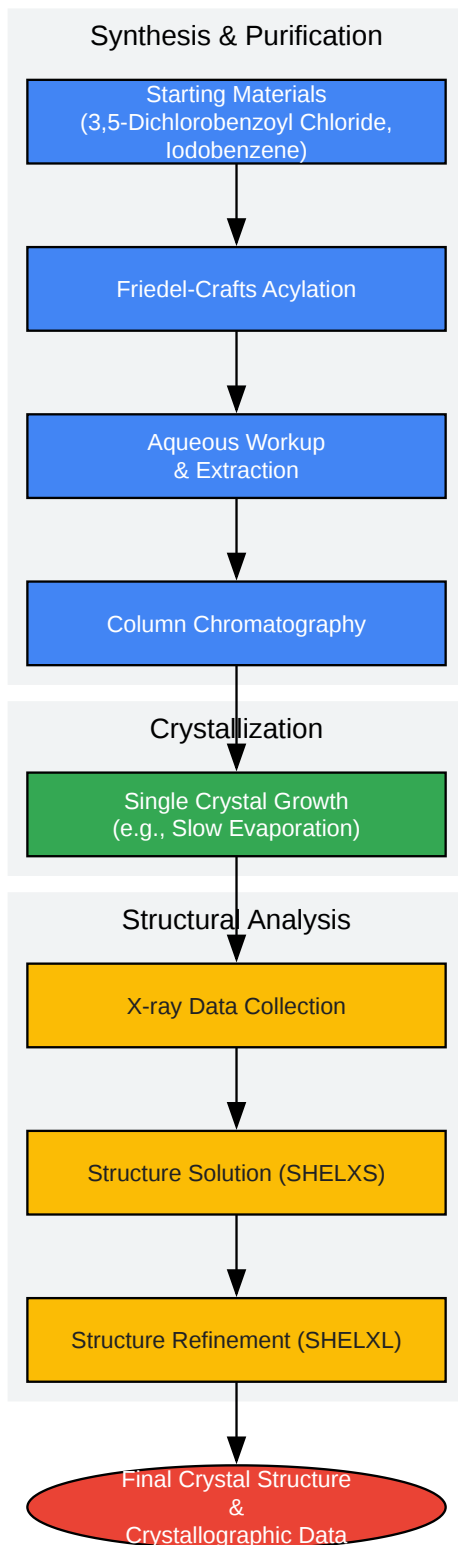 Synthesis & Purification
Starting Materials
(3,5-Dichlorobenzoyl Chloride,
Iodobenzene)
Friedel-Crafts Acylation
Aqueous Workup
& Extraction
Column Chromatography
Crystallization
Single Crystal Growth
(e.g., Slow Evaporation)
Structural Analysis
X-ray Data Collection
Structure Solution (SHELXS)
Structure Refinement (SHELXL)
Final Crystal Structure
&
Crystallographic Data